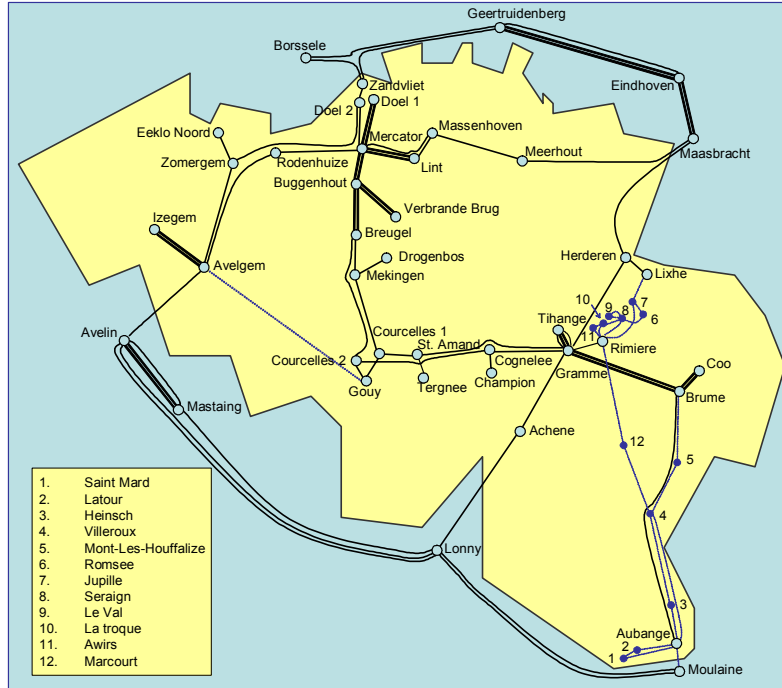 Geertruidenberg
Borssele
Eindhoven
Zandvliet
Doel 2
Doel 1
Eeklo Noord
Mercator
Massenhoven
Maasbracht
Zomergem
Rodenhuize
Lint
Meerhout
Buggenhout
Verbrande Brug
Izegem
Breugel
Drogenbos
Herderen
Avelgem
Mekingen
Lixhe
10
9
8
7
6
11
Tihange
Rimiere
Avelin
Courcelles 1
St. Amand
Courcelles 2
Cognelee
Gramme
Coo
Gouy
Tergnee
Champion
Brume
Mastaing
Achene
12
5
4
1. Saint Mard
2. Latour
3. Heinsch
4. Villeroux
5. Mont-Les-Houffalize
6. Romsee
7. Jupille
8. Seraign
9. Le Val
10. La troque
11. Awirs
12. Marcourt
Lonny
3
Aubange
2
1
Moulaine